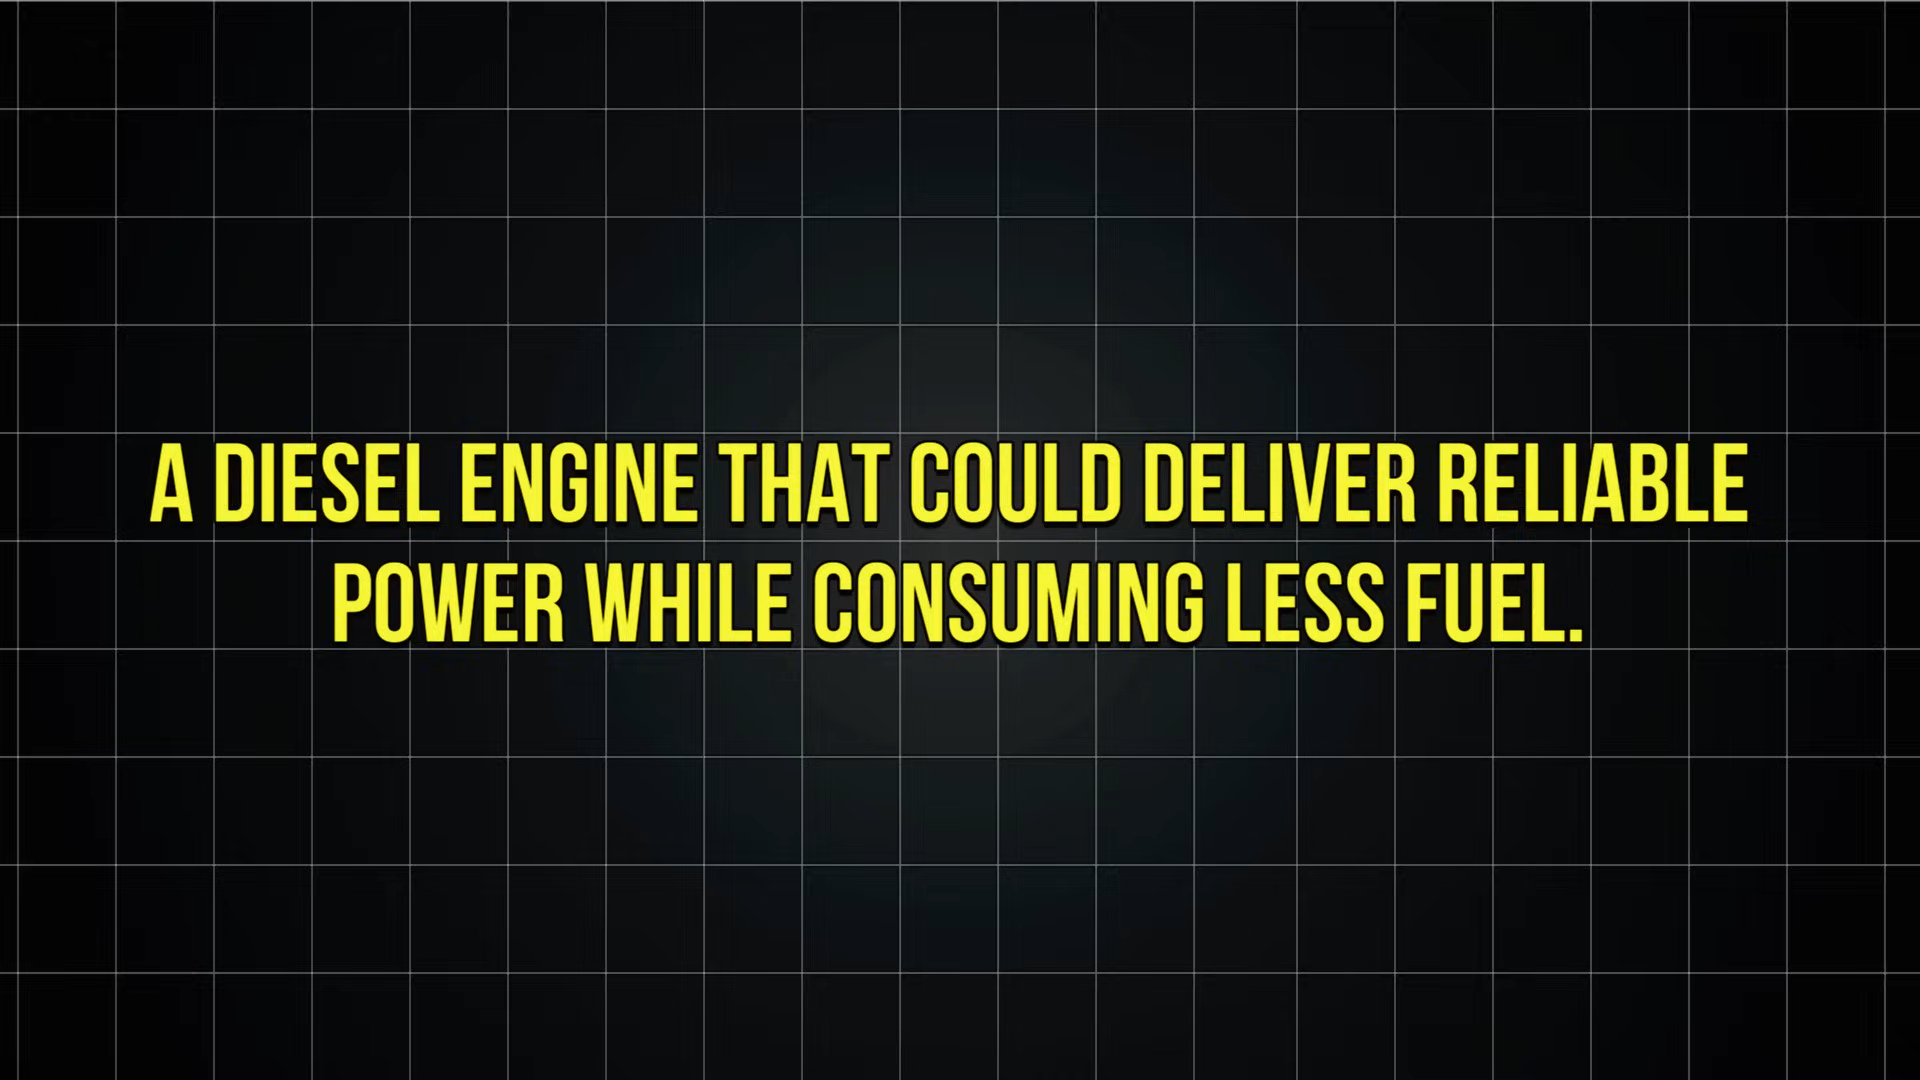 A DIESEL ENGINE THAT COULD DELIVER RELIABLE
POWER WHILE CONSUMING LESS FUEL.